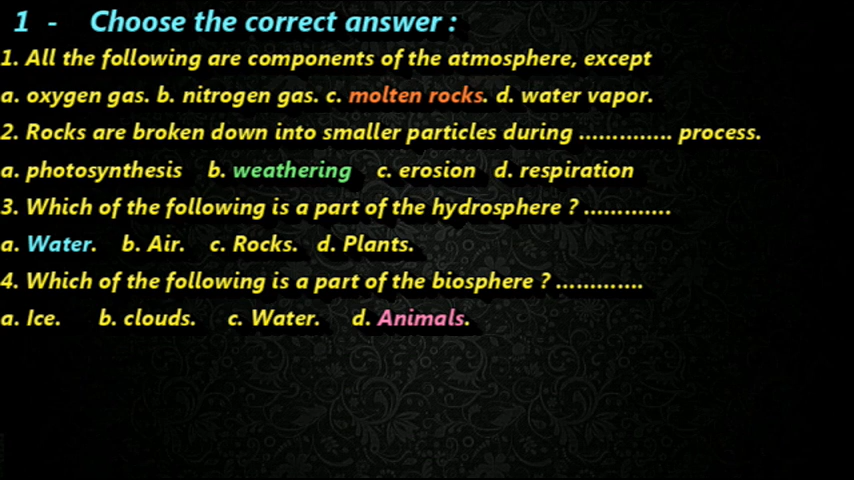 1 - Choose the correct answer :
1. All the following are components of the atmosphere, except
a. oxygen gas. b. nitrogen gas. c. molten rocks. d. water vapor.
2. Rocks are broken down into smaller particles during .............. process.
a. photosynthesis b. weathering c. erosion d. respiration
3. Which of the following is a part of the hydrosphere ? .............
a. Water. b. Air. c. Rocks. d. Plants.
4. Which of the following is a part of the biosphere ? .............
a. Ice. b. clouds. c. Water. d. Animals.